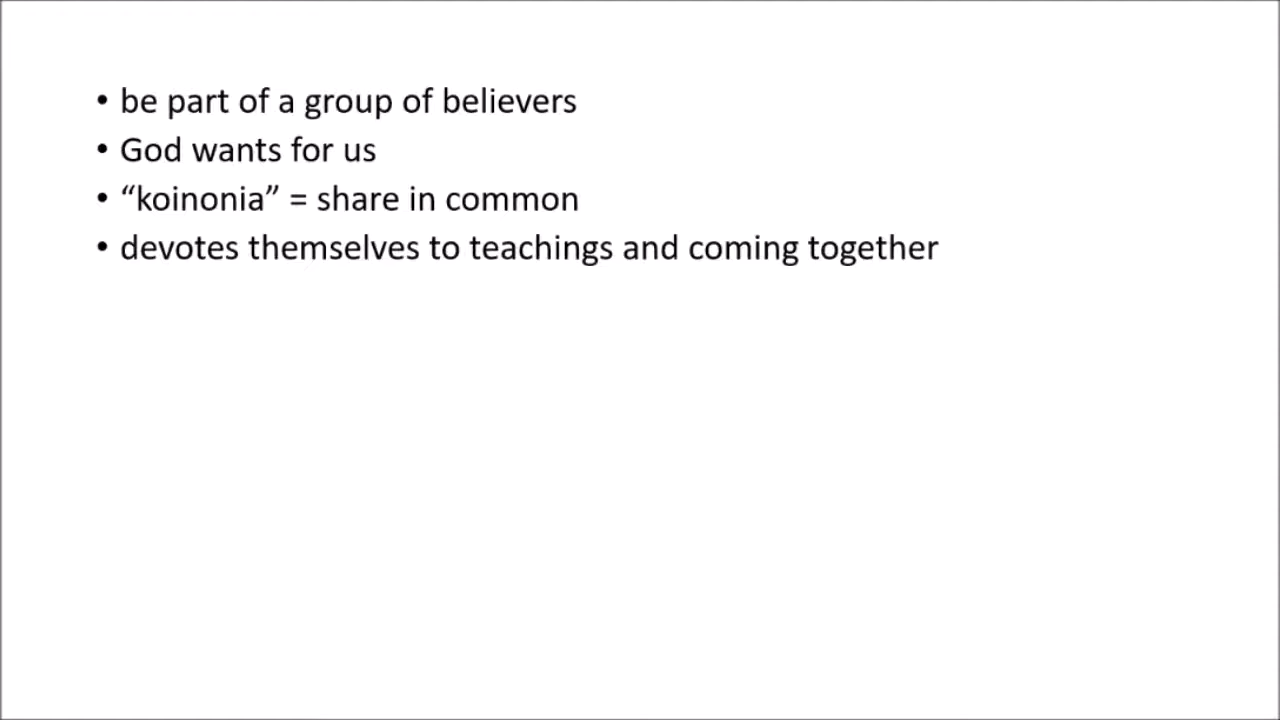 • be part of a group of believers
• God wants for us
• “koinonia” = share in common
• devotes themselves to teachings and coming together